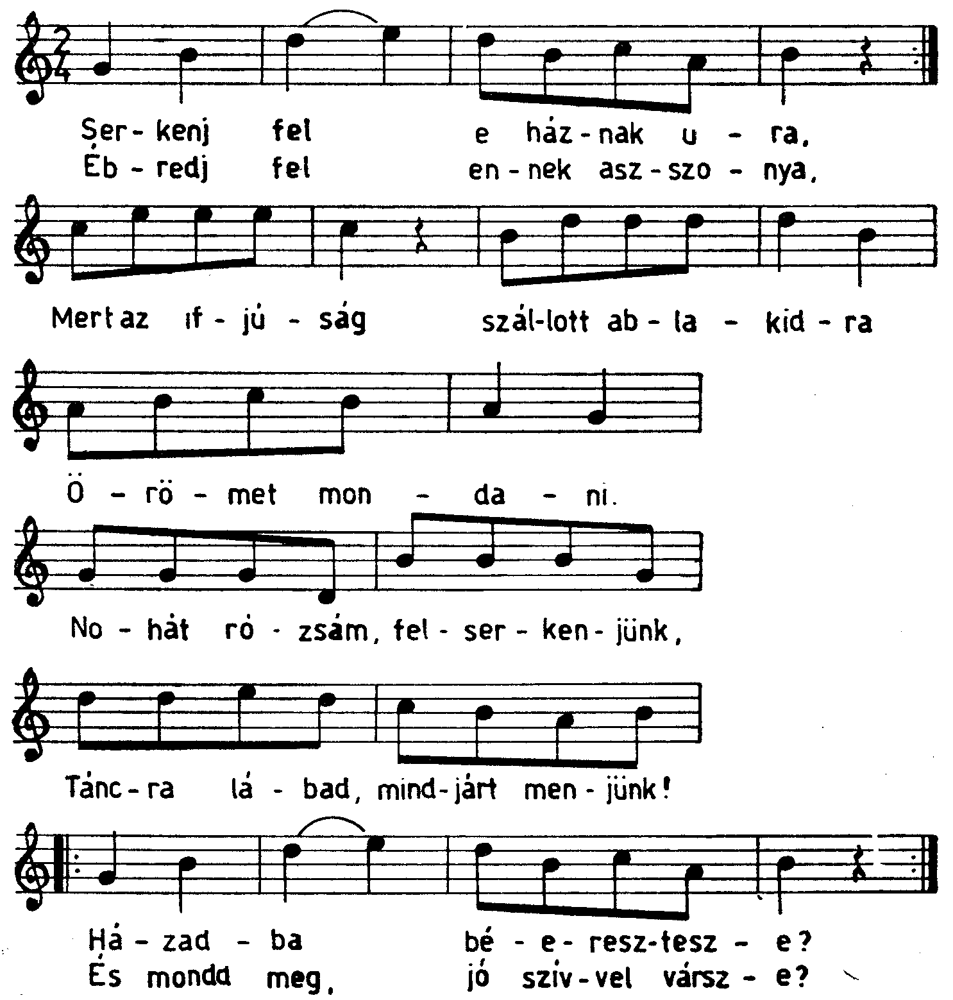 2
4
Ser-kenj fel e ház-nak u - ra,
Éb - redj fel en-nek asz-szo - nya,
Mert az if-jú - ság szál-lott ab-la - kid-ra
Ö - rö - met mon - da - ni.
No - hát ró - zsám, fel - ser - ken - jünk,
Tánc-ra lá - bad, mind-járt men-jünk!
Há - zad - ba bé - e - resz-tesz - e?
És mondd meg, jó szív-vel vársz - e?